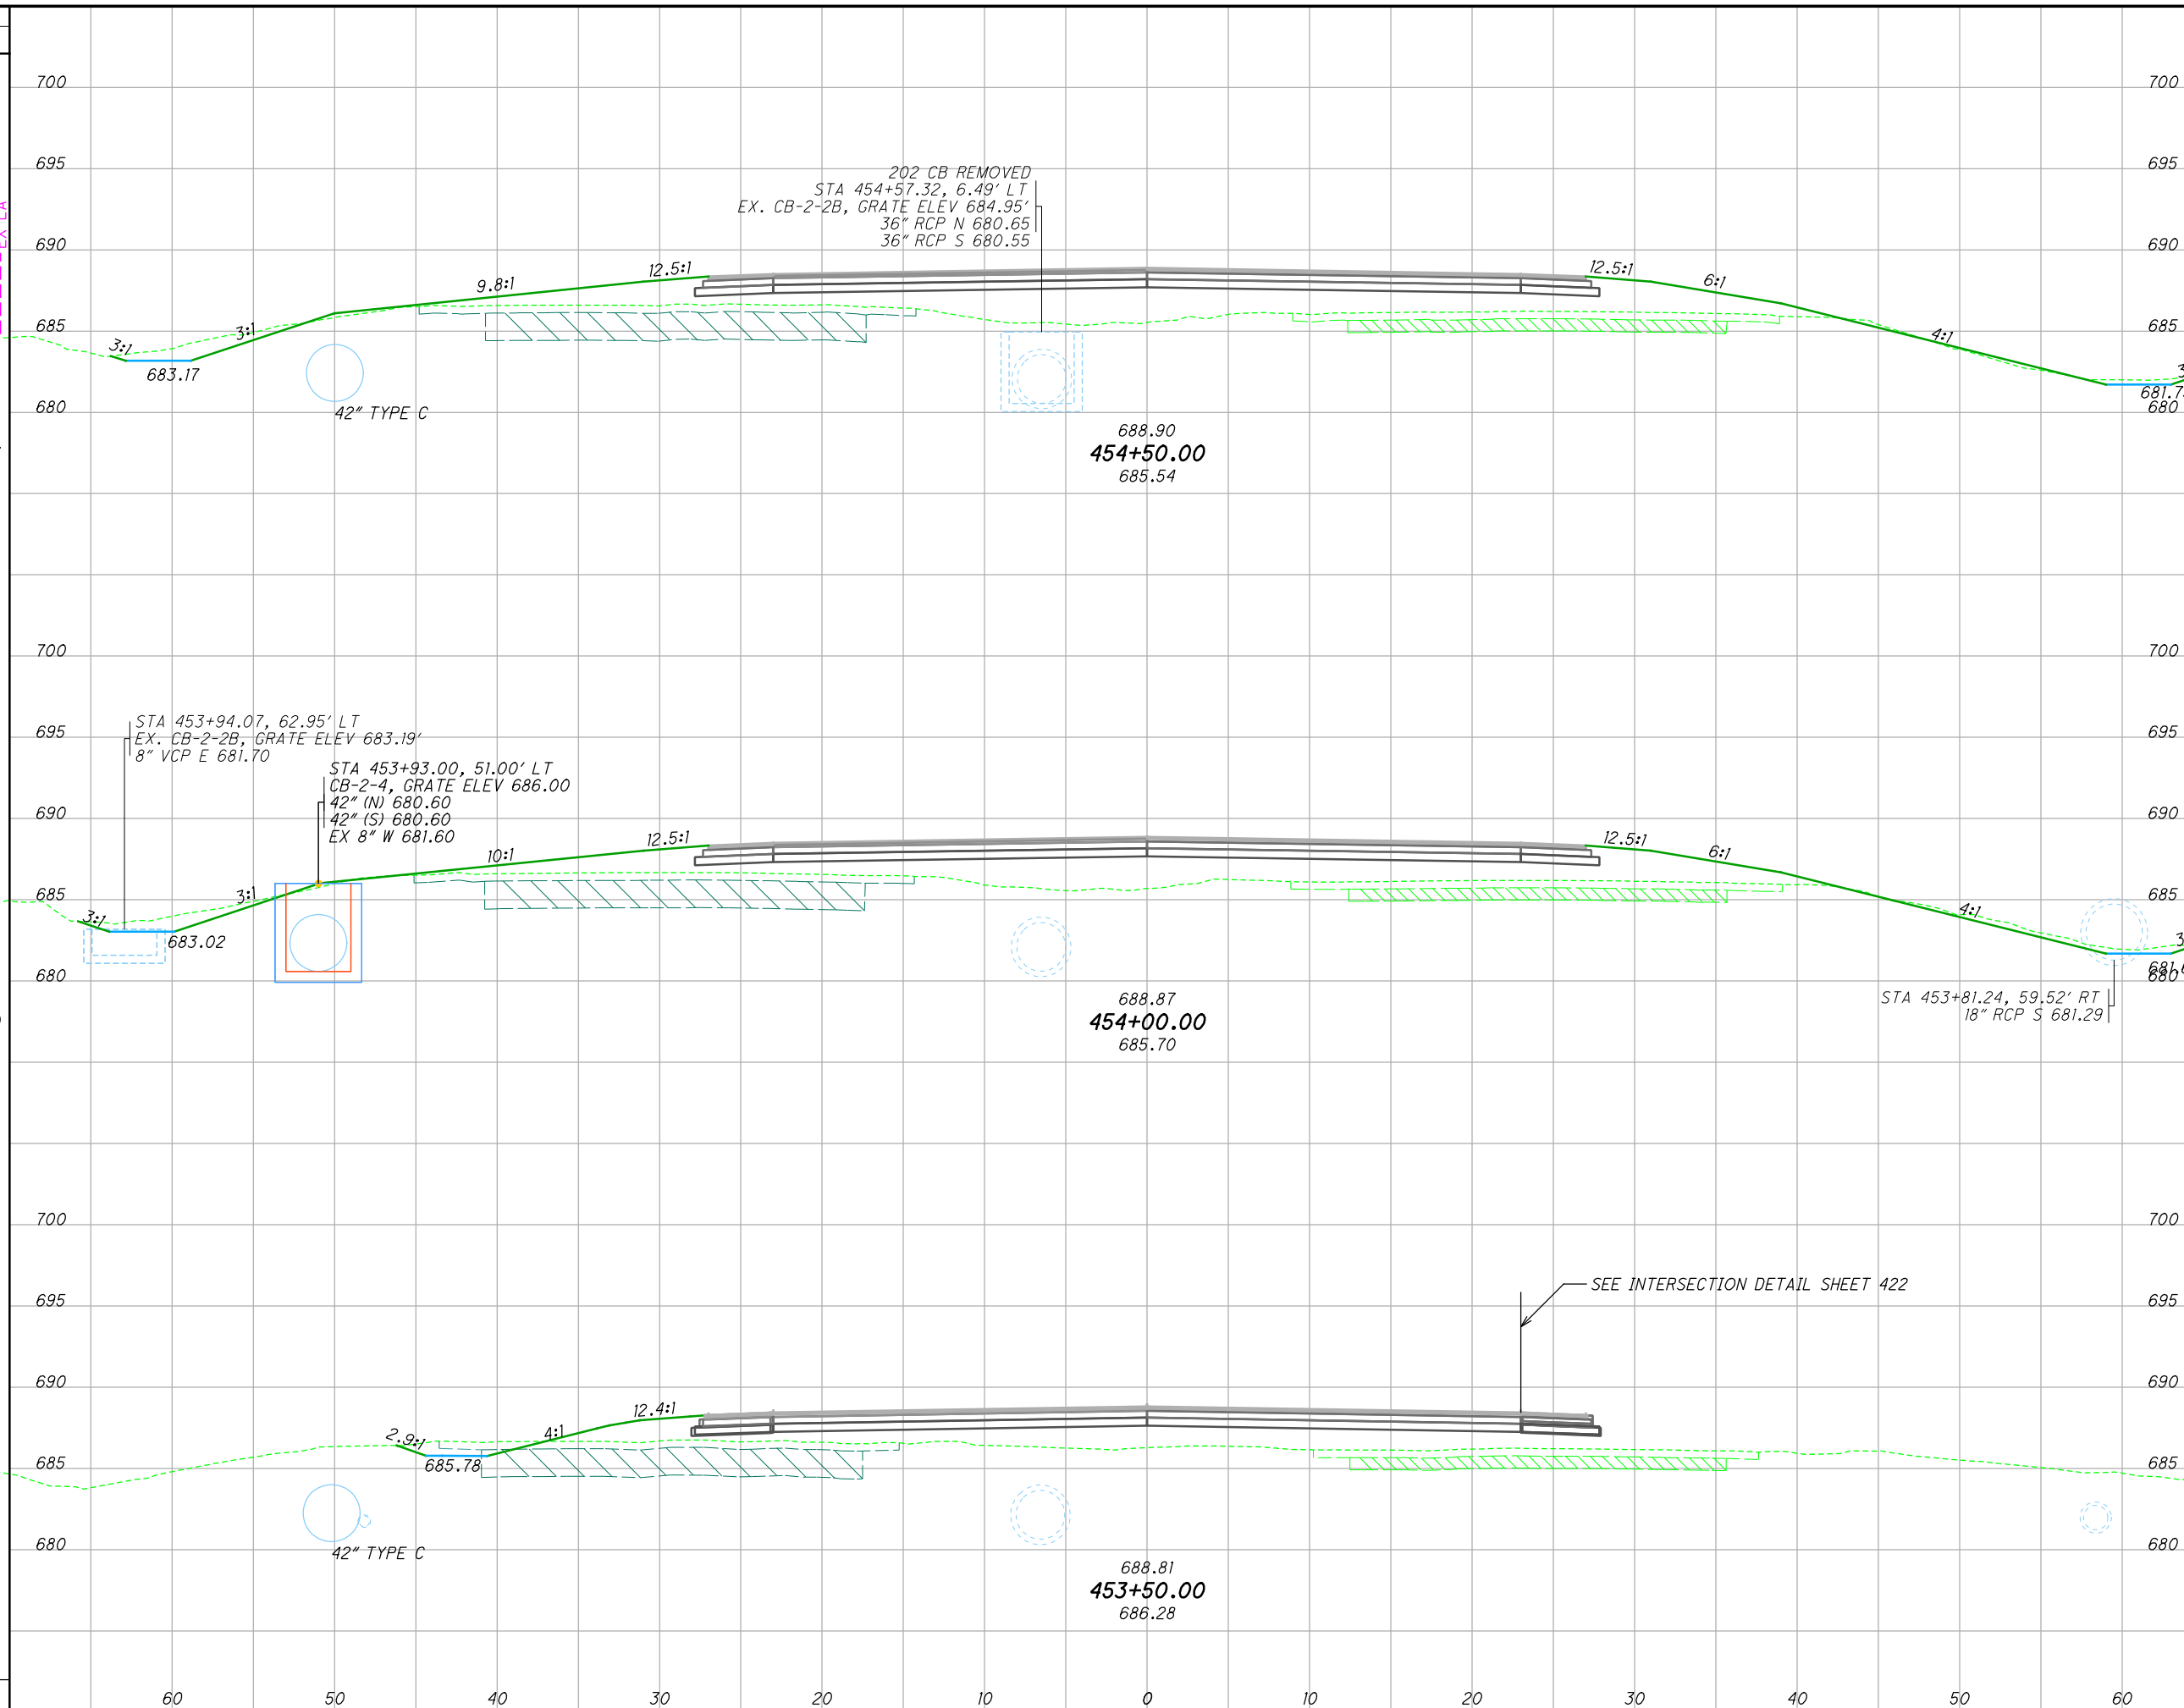 700 700
695 695
202 CB REMOVED
STA 454+57.32, 6.49' LT
EX. CB-2-2B, GRATE ELEV 684.95'
36" RCP N 680.65
36" RCP S 680.55
690 690
12.5:1 12.5:1
9.8:1 6:1
685 685
3:1 3:1 4:1
683.17
42" TYPE C
680 680
688.90
454+50.00
685.54
700 700
695 695
STA 453+94.07, 62.95' LT
EX. CB-2-2B, GRATE ELEV 683.19'
8" VCP E 681.70
STA 453+93.00, 51.00' LT
CB-2-4, GRATE ELEV 686.00
42" (N) 680.60
42" (S) 680.60
EX 8" W 681.60
690 690
12.5:1 12.5:1
10:1 6:1
685 685
3:1 3:1 4:1
683.02
680 680
STA 453+81.24, 59.52' RT
18" RCP S 681.29
688.87
454+00.00
685.70
700 700
SEE INTERSECTION DETAIL SHEET 422
695 695
690 690
12.4:1
2.9:1 4:1
685 685
685.78
42" TYPE C
680 680
688.81
453+50.00
686.28
60 50 40 30 20 10 0 10 20 30 40 50 60